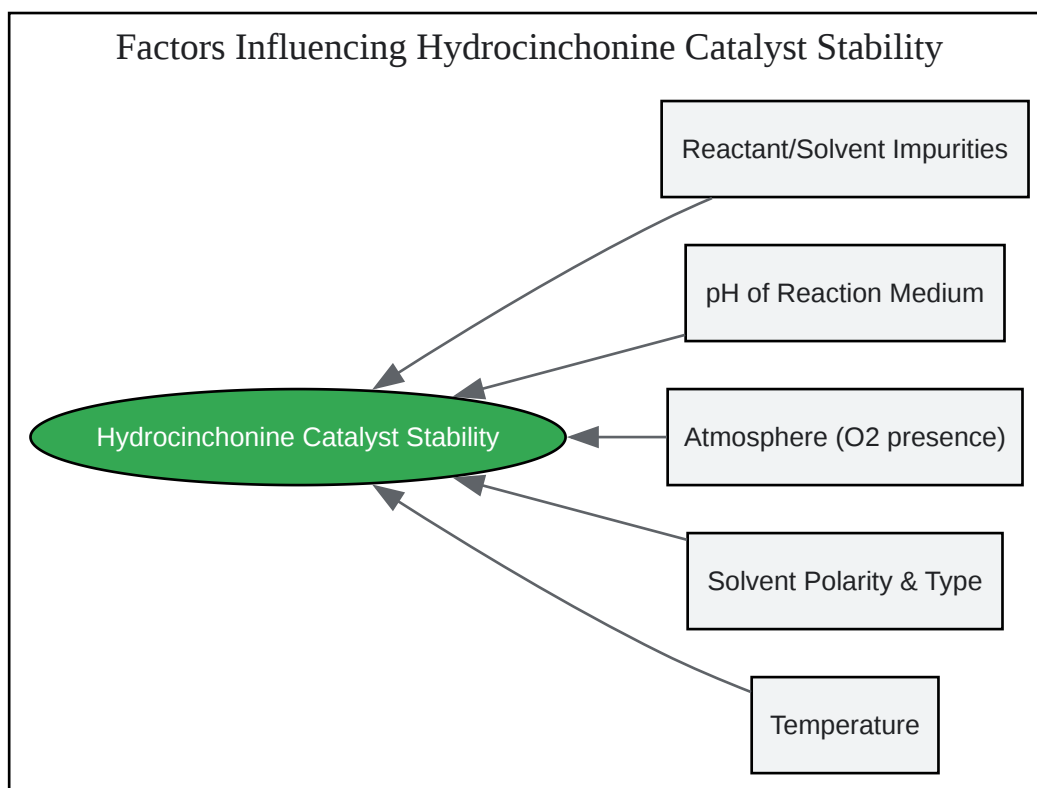 Factors Influencing Hydrocinchonine Catalyst Stability
Reactant/Solvent Impurities
pH of Reaction Medium
Hydrocinchonine Catalyst Stability
Atmosphere (O2 presence)
Solvent Polarity & Type
Temperature